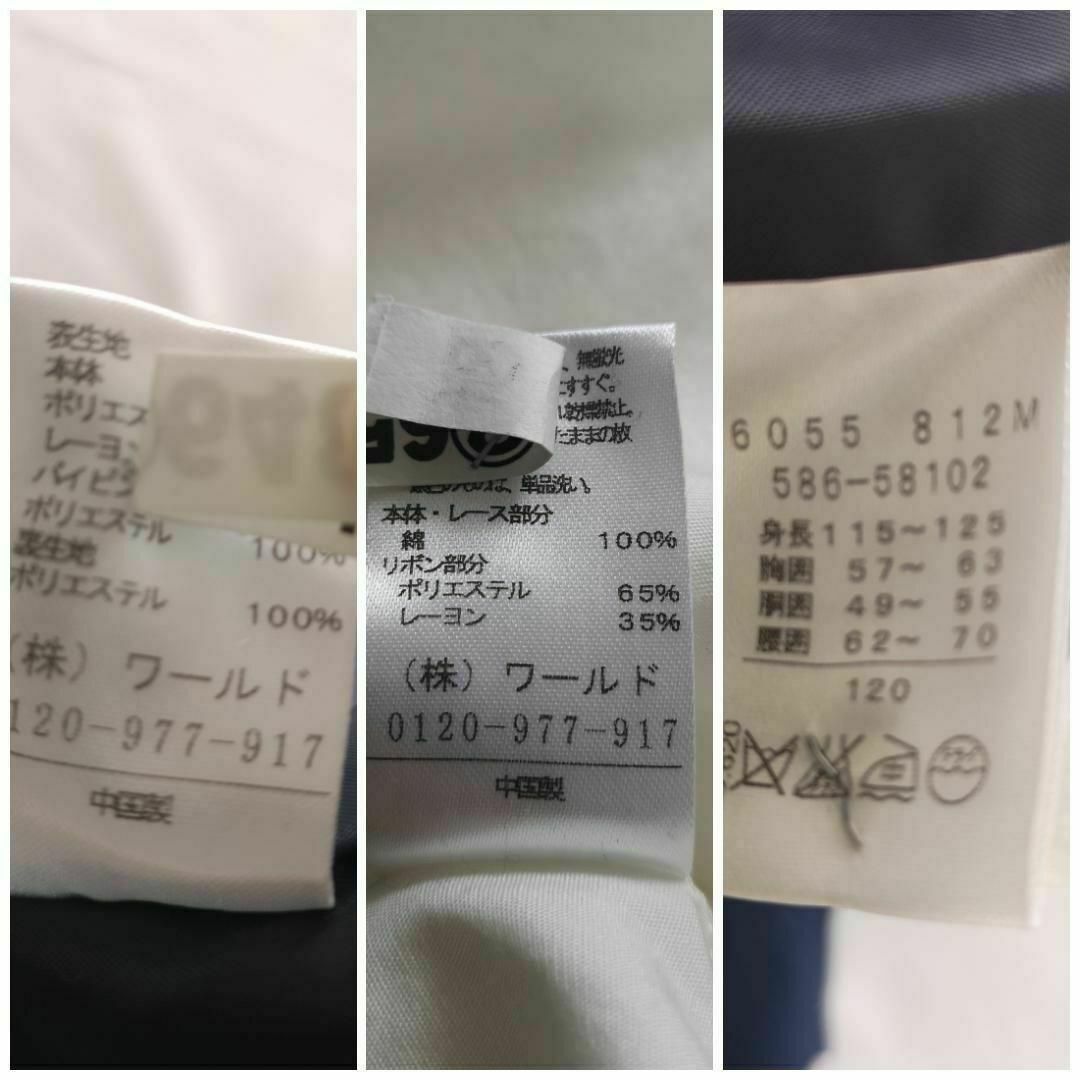 表生地
本体
ポリエス
レーヨ
パイピ
ポリエステル
100%
裏生地
ポリエステル
100%
(株) ワールド
120-977-917
中国製
、無蛍光
すすぐ。
乾燥禁止。
たままの放
単品洗い。
本体・レース部分
綿 100%
リボン部分
ポリエステル 65%
レーヨン 35%
(株) ワールド
0120-977-917
中国製
6055 812M
586-58102
身長 115~125
胸囲 57~ 63
胴囲 49~ 55
腰囲 62~ 70
120